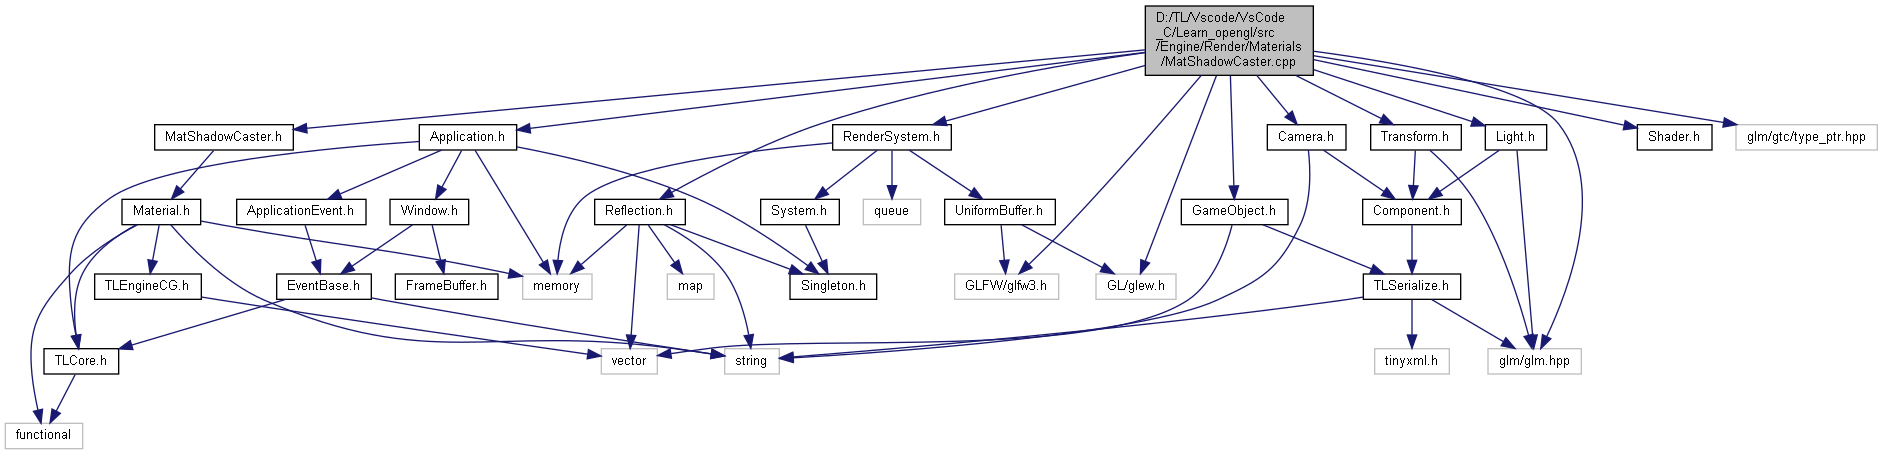 D:/TL/Vscode/VsCode
_C/Learn_opengl/src
/Engine/Render/Materials
/MatShadowCaster.cpp
MatShadowCaster.h
Application.h
RenderSystem.h
Camera.h
Transform.h
Light.h
Shader.h
glm/gtc/type_ptr.hpp
Material.h
ApplicationEvent.h
Window.h
Reflection.h
System.h
queue
UniformBuffer.h
GameObject.h
Component.h
TLEngineCG.h
EventBase.h
FrameBuffer.h
memory
map
Singleton.h
GLFW/glfw3.h
GL/glew.h
TLSerialize.h
TLCore.h
vector
string
tinyxml.h
glm/glm.hpp
functional